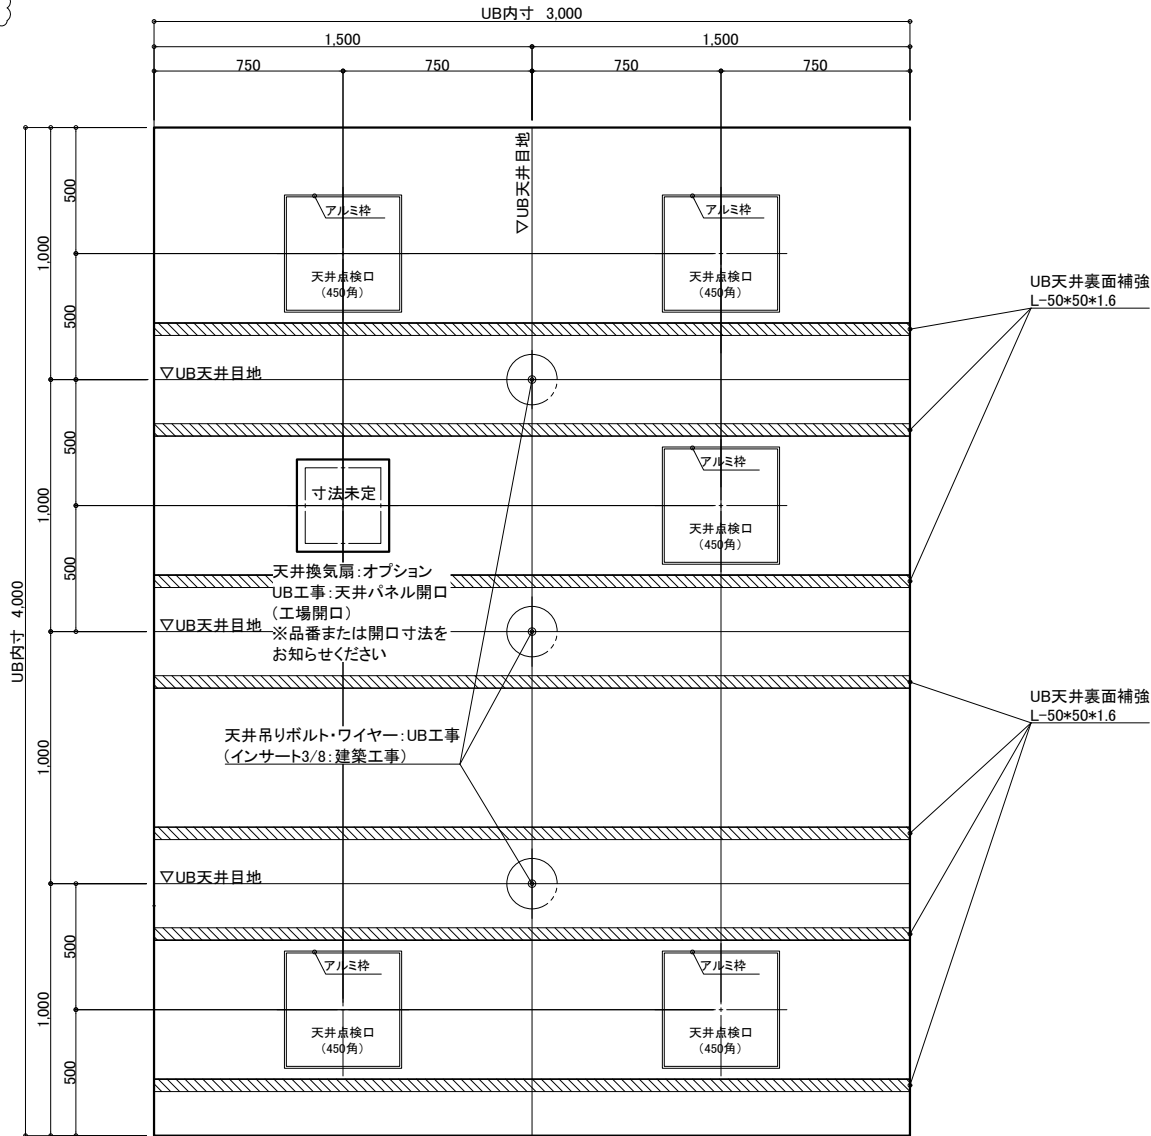 UB内寸 3,000
1,500
1,500
750
750
750
750
▽UB天井目地
500
1,000
500
アルミ枠
天井点検口
(450角)
アルミ枠
天井点検口
(450角)
UB天井裏面補強
L-50*50*1.6
▽UB天井目地
500
1,000
500
UB内寸 4,000
寸法未定
アルミ枠
天井点検口
(450角)
天井換気扇:オプション
UB工事:天井パネル開口
(工場開口)
※品番または開口寸法を
お知らせください
▽UB天井目地
UB天井裏面補強
L-50*50*1.6
天井吊りボルト・ワイヤー:UB工事
(インサート3/8:建築工事)
1,000
▽UB天井目地
500
1,000
500
アルミ枠
天井点検口
(450角)
アルミ枠
天井点検口
(450角)